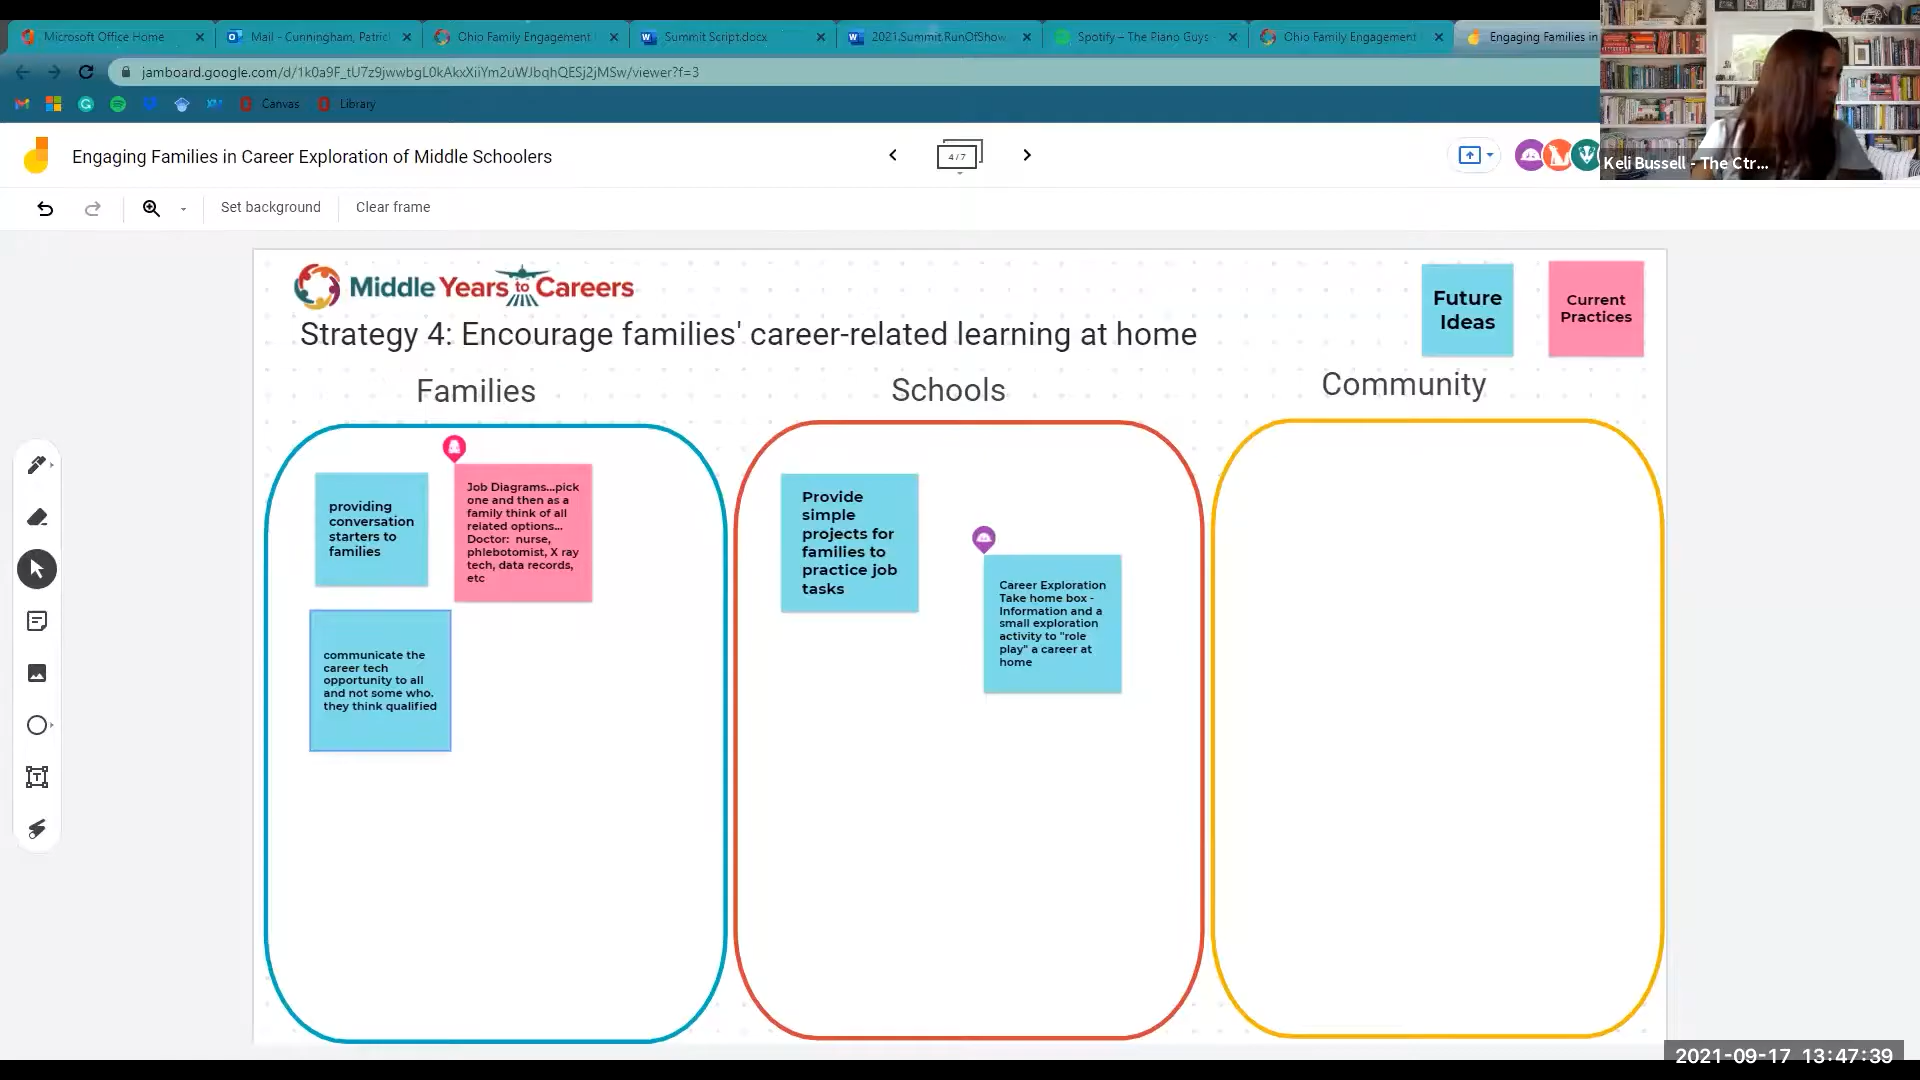 Microsoft Office Home
Mail - Cunningham, Patric
Ohio Family Engagement
Summit Script.docx
2021.Summit.RunOfShow
Spotify – The Piano Guys
Ohio Family Engagement
Engaging Families in
jamboard.google.com/d/1k0a9F_tU7z9jwwbgL0kAkxXiiYm2uWJbqhQESj2jMSw/viewer?f=3
Canvas
Library
Engaging Families in Career Exploration of Middle Schoolers
4 / 7
Keli Bussell - The Ctr...
Set background
Clear frame
Middle Years to Careers
Future
Ideas
Current
Practices
Strategy 4: Encourage families' career-related learning at home
Families
Schools
Community
providing
conversation
starters to
families
Job Diagrams...pick
one and then as a
family think of all
related options...
Doctor: nurse,
phlebotomist, X ray
tech, data records,
etc
communicate the
career tech
opportunity to all
and not some who.
they think qualified
Provide
simple
projects for
families to
practice job
tasks
Career Exploration
Take home box -
Information and a
small exploration
activity to "role
play" a career at
home
2021-09-17 13:47:39